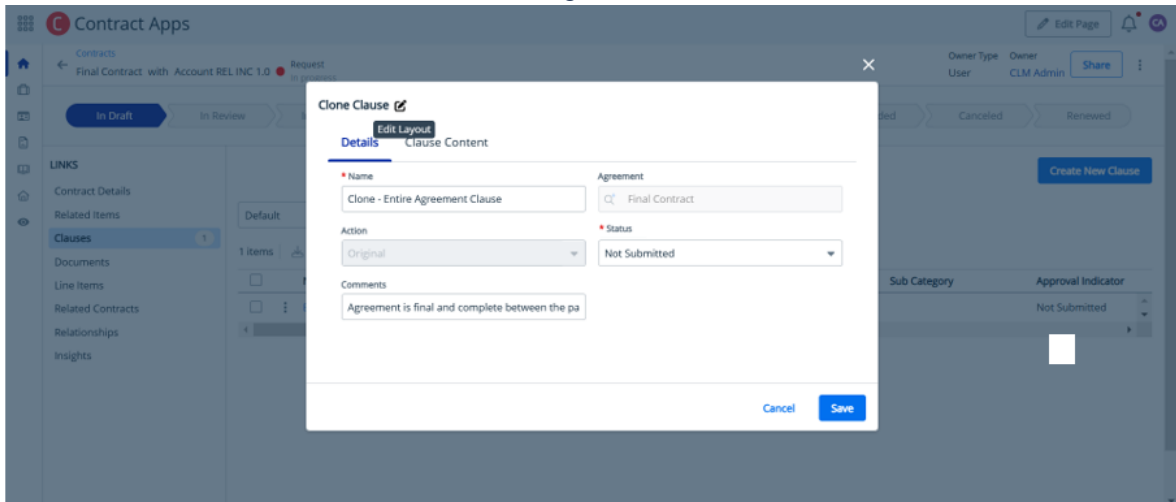 Contract Apps
Edit Page
CA
Contracts
Final Contract with Account REL INC 1.0
Request
In progress
Owner Type
User
Owner
CLM Admin
Share
In Draft
In Review
Canceled
Renewed
LINKS
Contract Details
Related Items
Clauses 1
Documents
Line Items
Related Contracts
Relationships
Insights
Create New Clause
Default
1 items
Sub Category
Approval Indicator
Not Submitted
Clone Clause
Edit Layout
Details
Clause Content
* Name
Clone - Entire Agreement Clause
Agreement
Final Contract
Action
Original
* Status
Not Submitted
Comments
Agreement is final and complete between the pa
Cancel
Save